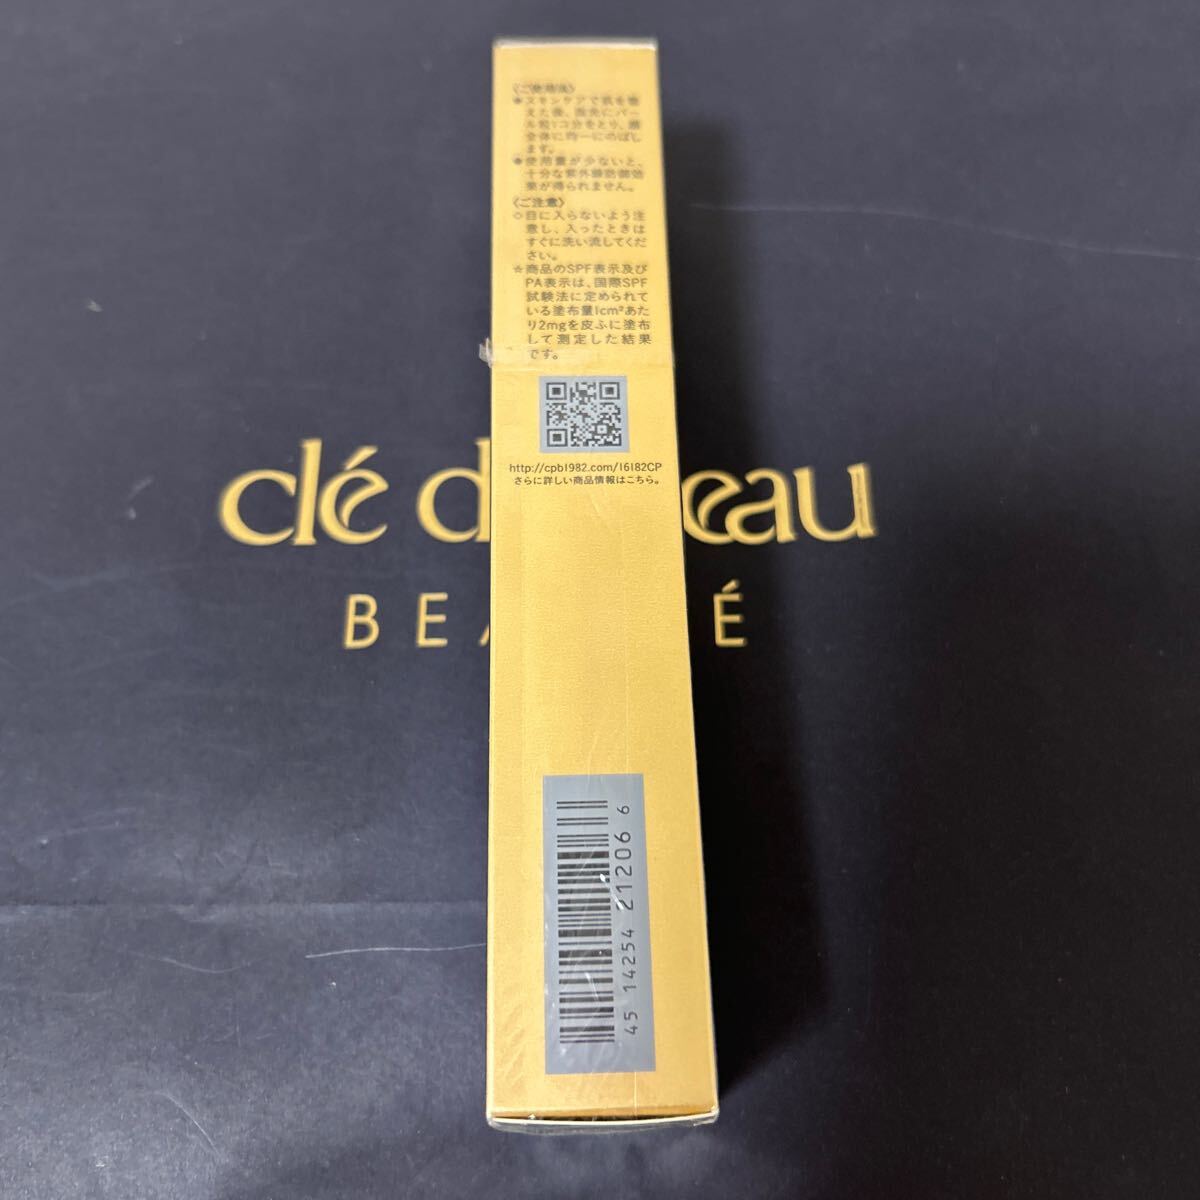 〈ご使用法〉
●スキンケアで肌を整
えた後、指先にパー
ル粒1コ分をとり、顔
全体に均一にのばし
ます。
●使用量が少ないと、
十分な紫外線防御効
果が得られません。
〈ご注意〉
○目に入らないよう注
意し、入ったときは
すぐに洗い流してくだ
さい。
☆商品のSPF表示及び
PA表示は、国際SPF
試験法に定められて
いる塗布量1cm²あた
り2mgを皮ふに塗布
して測定した結果
です。
http://cpb1982.com/16182CP
さらに詳しい商品情報はこちら。
clé d eau
BEA É
45 14254 21206 6